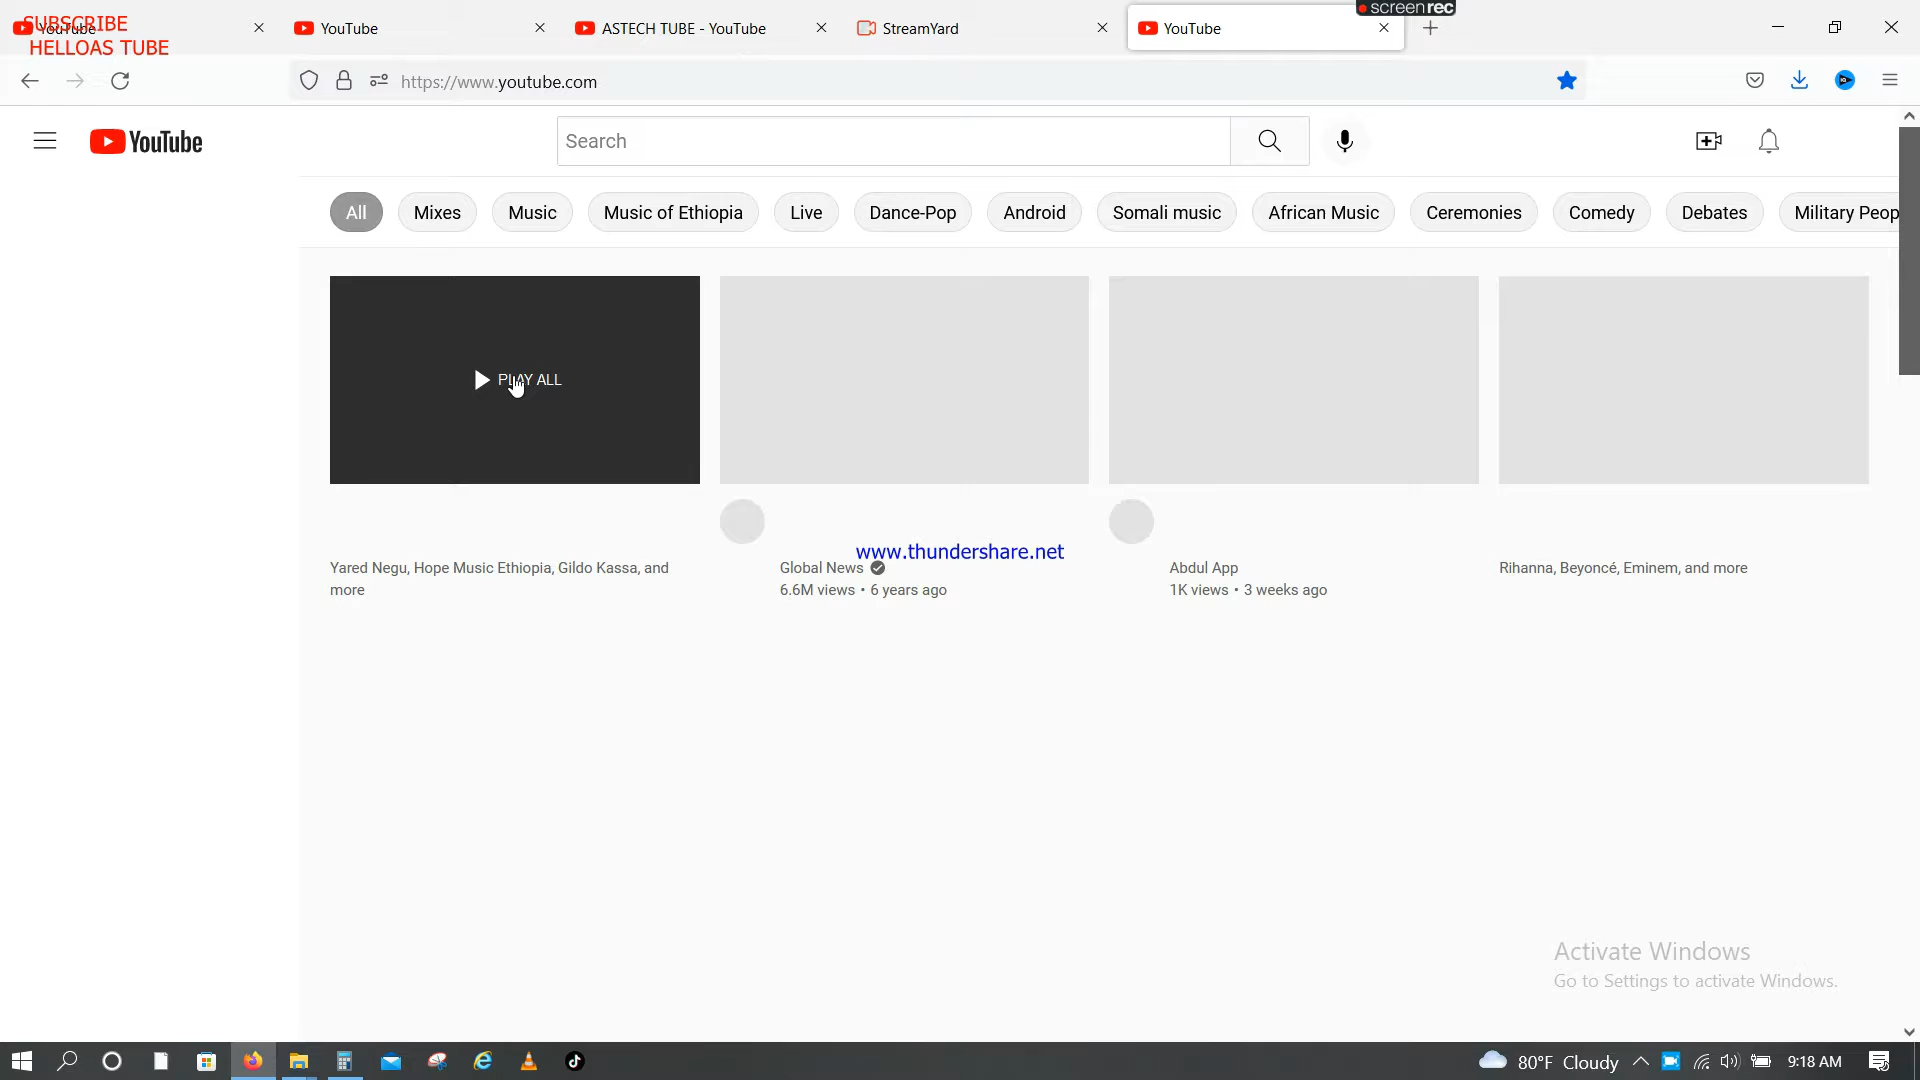 SUBSCRIBE
HELLOAS TUBE
YouTube
YouTube
ASTECH TUBE - YouTube
StreamYard
YouTube
screenrec
https://www.youtube.com
YouTube
Search
All
Mixes
Music
Music of Ethiopia
Live
Dance-Pop
Android
Somali music
African Music
Ceremonies
Comedy
Debates
Military Peop
PLAY ALL
www.thundershare.net
Yared Negu, Hope Music Ethiopia, Gildo Kassa, and
more
Global News
6.6M views • 6 years ago
Abdul App
1K views • 3 weeks ago
Rihanna, Beyoncé, Eminem, and more
Activate Windows
Go to Settings to activate Windows.
80°F Cloudy
9:18 AM